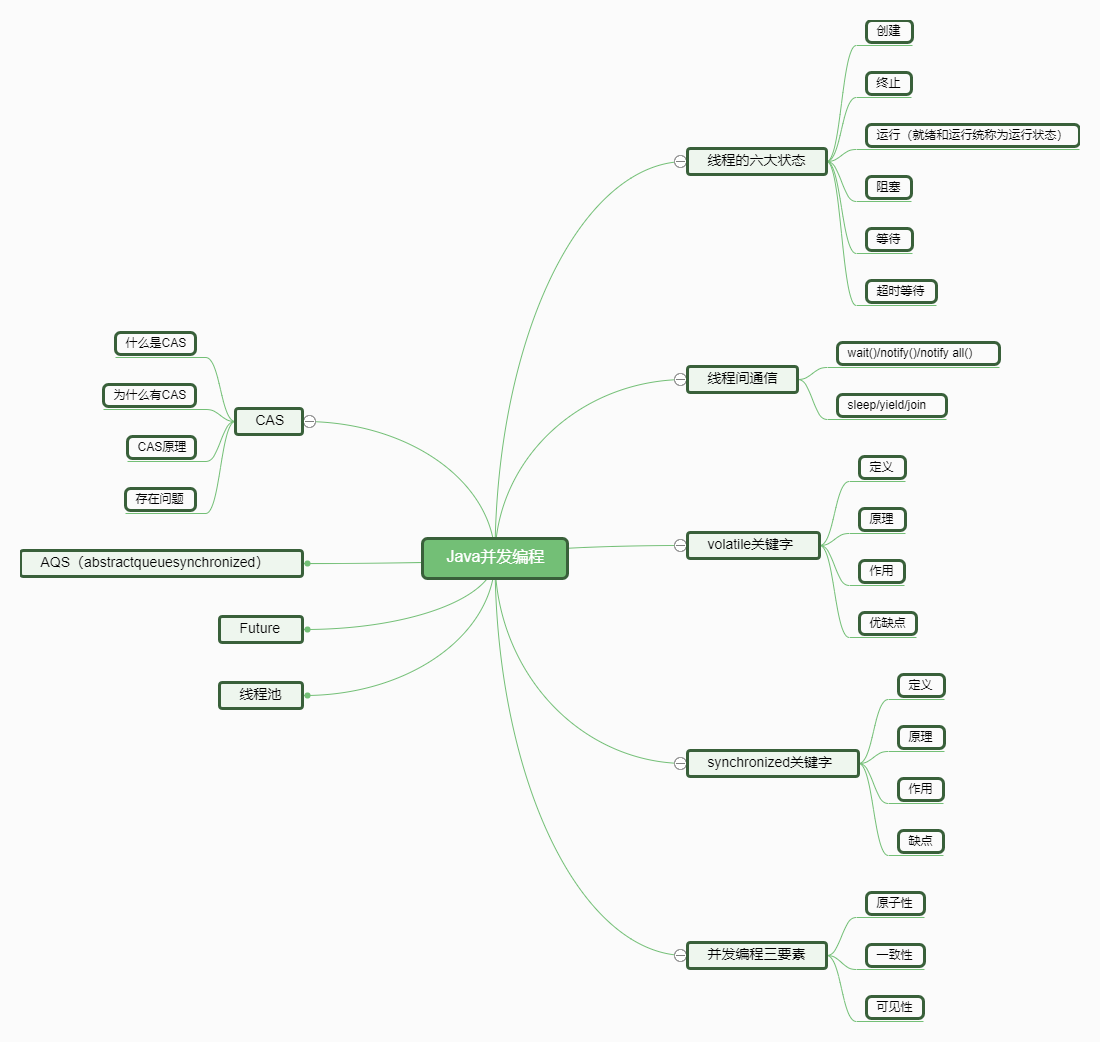 Java并发编程
线程的六大状态
创建
终止
运行（就绪和运行统称为运行状态）
阻塞
等待
超时等待
线程间通信
wait()/notify()/notify all()
sleep/yield/join
volatile关键字
定义
原理
作用
优缺点
synchronized关键字
定义
原理
作用
缺点
并发编程三要素
原子性
一致性
可见性
CAS
什么是CAS
为什么有CAS
CAS原理
存在问题
AQS（abstractqueuesynchronized）
Future
线程池